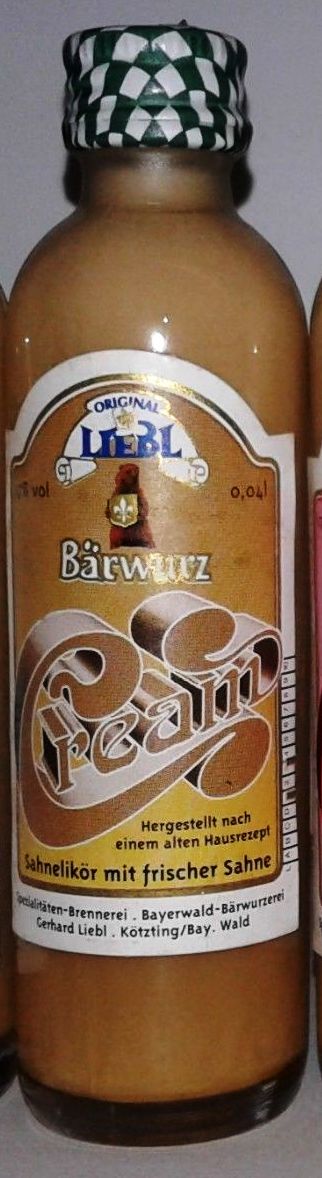 ORIGINAL
LIEBL
% vol
0,04l
Bärwurz
Cream
Hergestellt nach
einem alten Hausrezept
Sahnelikör mit frischer Sahne
Spezialitäten-Brennerei . Bayerwald-Bärwurzerei
Gerhard Liebl . Kötzting/Bay. Wald